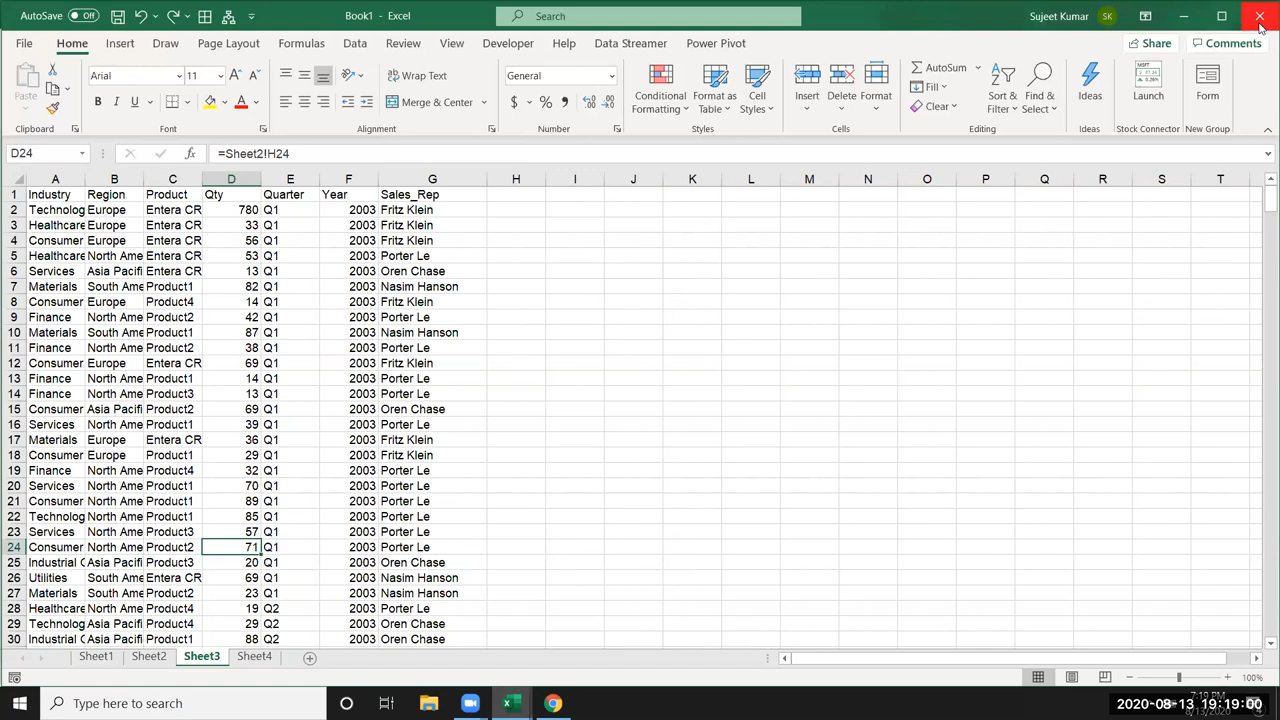 AutoSave Off Book1 - Excel Search Sujeet Kumar SK
File Home Insert Draw Page Layout Formulas Data Review View Developer Help Data Streamer Power Pivot Share Comments
Paste Arial 11 Wrap Text General Conditional Formatting Format Table Cell Styles Insert Delete Format AutoSum Sort & Filter Find & Select Ideas Launch Form
B I U Merge & Center $ % Fill Clear
Clipboard Font Alignment Number Styles Cells Editing Ideas Stock Connector New Group
D24 fx =Sheet2!H24
A B C D E F G H I J K L M N O P Q R S T
1 Industry Region Product Qty Quarter Year Sales_Rep
2 Technolog Europe Entera CR 780 Q1 2003 Fritz Klein
3 Healthcare Europe Entera CR 33 Q1 2003 Fritz Klein
4 Consumer Europe Entera CR 56 Q1 2003 Fritz Klein
5 Healthcare North Ame Entera CR 53 Q1 2003 Porter Le
6 Services Asia Pacifi Entera CR 13 Q1 2003 Oren Chase
7 Materials South Ame Product1 82 Q1 2003 Nasim Hanson
8 Consumer Europe Product4 14 Q1 2003 Fritz Klein
9 Finance North Ame Product2 42 Q1 2003 Porter Le
10 Materials South Ame Product1 87 Q1 2003 Nasim Hanson
11 Finance North Ame Product2 38 Q1 2003 Porter Le
12 Consumer Europe Entera CR 69 Q1 2003 Fritz Klein
13 Finance North Ame Product1 14 Q1 2003 Porter Le
14 Finance North Ame Product3 13 Q1 2003 Porter Le
15 Consumer Asia Pacifi Product2 69 Q1 2003 Oren Chase
16 Services North Ame Product1 39 Q1 2003 Porter Le
17 Materials Europe Entera CR 36 Q1 2003 Fritz Klein
18 Consumer Europe Product1 29 Q1 2003 Fritz Klein
19 Finance North Ame Product4 32 Q1 2003 Porter Le
20 Services North Ame Product1 70 Q1 2003 Porter Le
21 Consumer North Ame Product1 89 Q1 2003 Porter Le
22 Technolog North Ame Product1 85 Q1 2003 Porter Le
23 Services North Ame Product3 57 Q1 2003 Porter Le
24 Consumer North Ame Product2 71 Q1 2003 Porter Le
25 Industrial G Asia Pacifi Product3 20 Q1 2003 Oren Chase
26 Utilities South Ame Entera CR 69 Q1 2003 Nasim Hanson
27 Materials South Ame Product2 23 Q1 2003 Nasim Hanson
28 Healthcare North Ame Product4 19 Q2 2003 Porter Le
29 Technolog Asia Pacifi Product4 29 Q2 2003 Oren Chase
30 Industrial G Asia Pacifi Product1 88 Q2 2003 Oren Chase
Sheet1 Sheet2 Sheet3 Sheet4
100%
Type here to search 7:19 PM
2020-08-13 19:19:00
8/13/2020